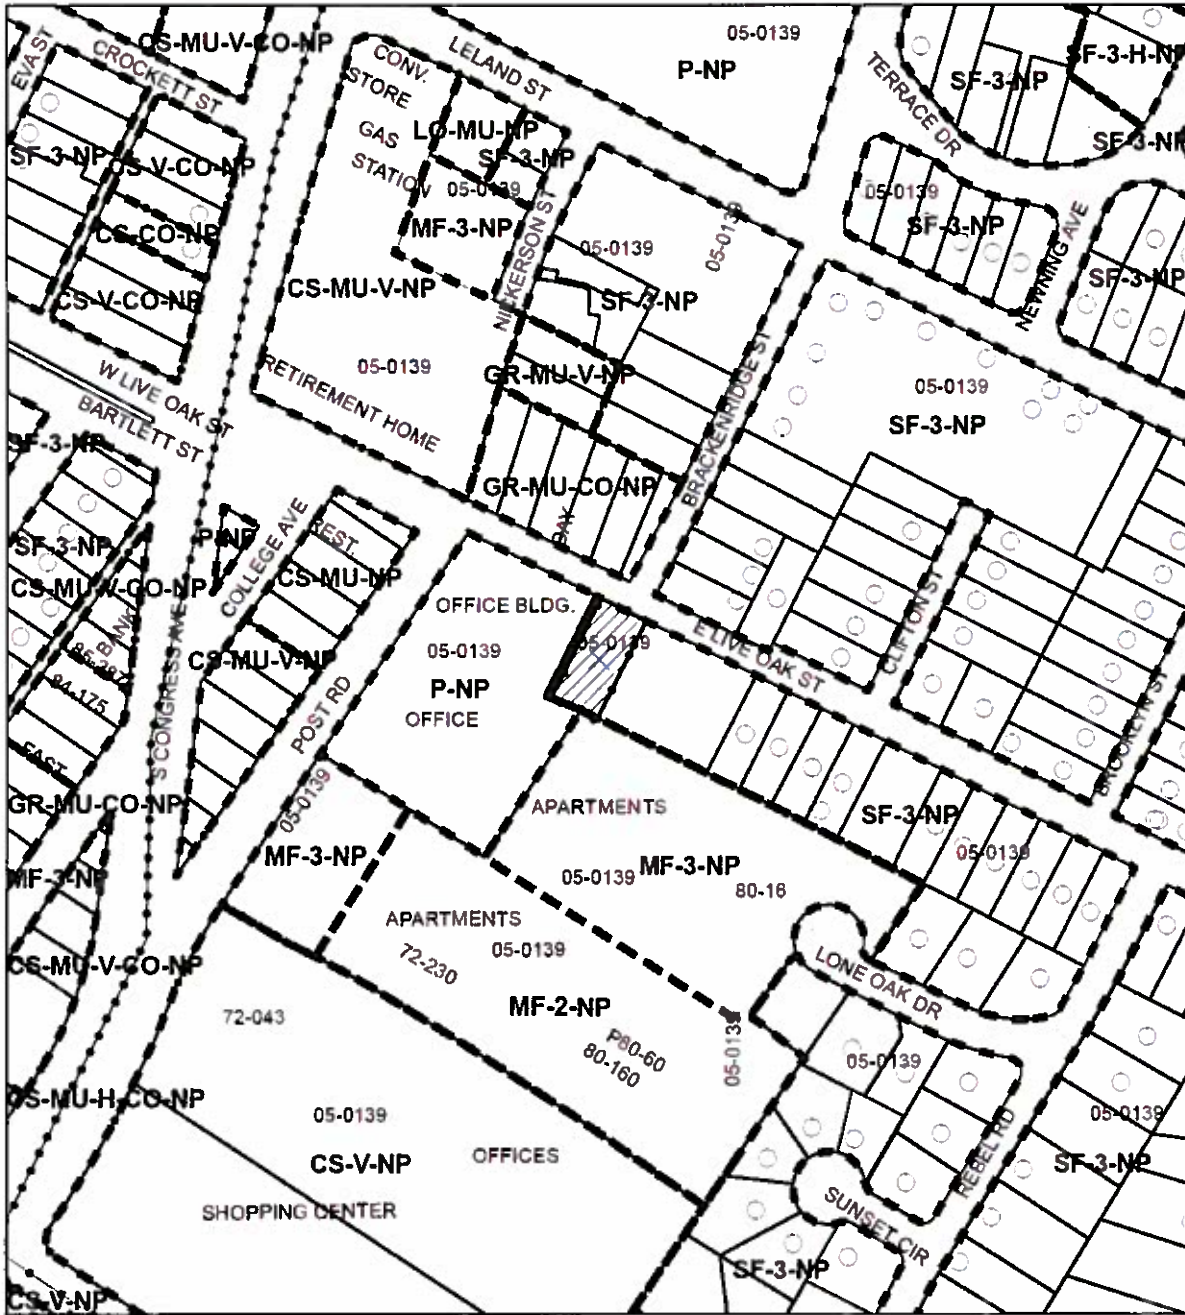 05-0139
CS-MU-V-CO-NP
LELAND ST
CROCKETT ST
EVA ST
CONV.
STORE
P-NP
SF-3-H-NP
TERRACE DR
SF-3-NP
GAS
STATION
LO-MU-NP
SF-3-NP
SF-3-NP
SF-3-NP
CS-V-CO-NP
05-0139
05-0139
MF-3-NP
CS-CO-NP
NICKERSON ST
05-0139
05-0139
SF-3-NP
NEWNING AVE
SF-3-NP
CS-V-CO-NP
CS-MU-V-NP
SF-3-NP
05-0139
RETIREMENT HOME
GR-MU-V-NP
BRACKENRIDGE ST
05-0139
SF-3-NP
W LIVE OAK ST
BARTLETT ST
SF-3-NP
GR-MU-CO-NP
DAY
SF-3-NP
P-NP
COLLEGE AVE
REST.
CS-MU-NP
CS-MU-V-CO-NP
BANK
86-287
84-175
EAST
S CONGRESS AVE
CS-MU-V-NP
POST RD
OFFICE BLDG.
05-0139
P-NP
OFFICE
05-0139
E LIVE OAK ST
CLIFTON ST
BROOKLYN ST
GR-MU-CO-NP
05-0139
MF-3-NP
MF-3-NP
APARTMENTS
05-0139
MF-3-NP
80-16
SF-3-NP
05-0139
APARTMENTS
72-230
05-0139
MF-2-NP
P80-60
80-160
LONE OAK DR
CS-MU-V-CO-NP
72-043
05-0139
05-0139
CS-MU-H-CO-NP
05-0139
CS-V-NP
OFFICES
SHOPPING CENTER
REBEL RD
05-0139
SF-3-NP
SUNSET CIR
SF-3-NP
CS-V-NP